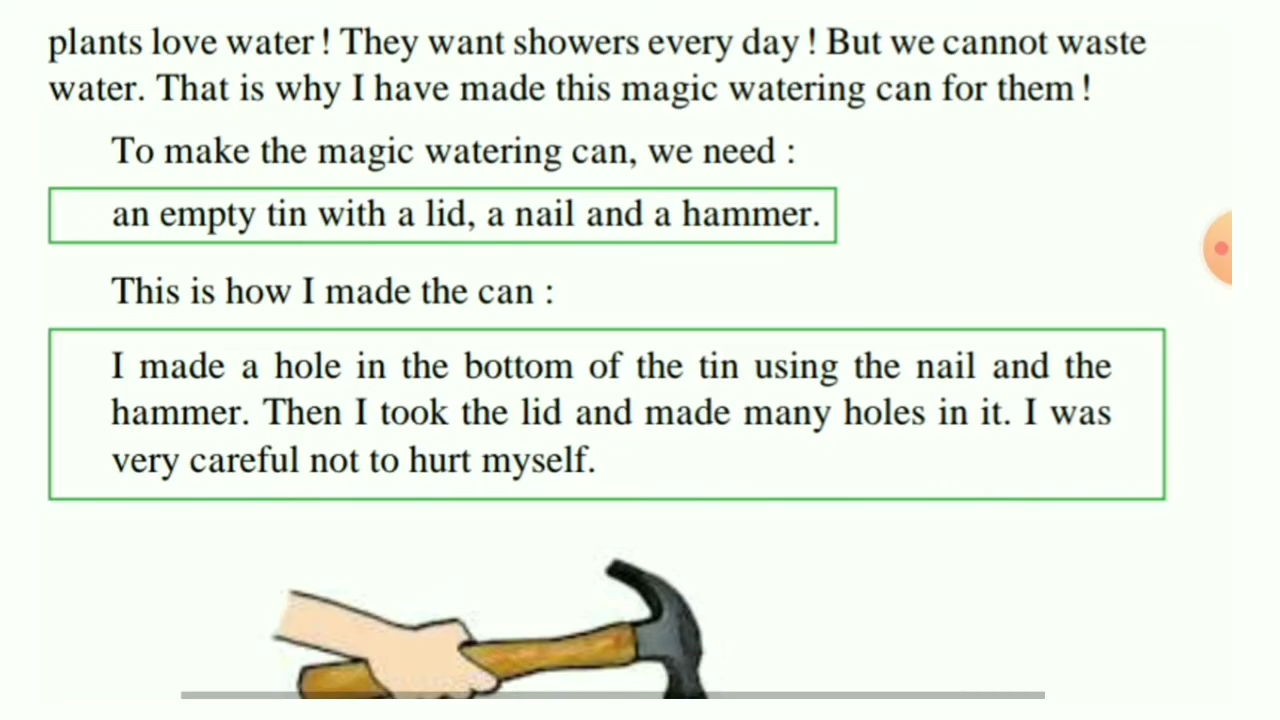 plants love water ! They want showers every day ! But we cannot waste
water. That is why I have made this magic watering can for them !
To make the magic watering can, we need :
an empty tin with a lid, a nail and a hammer.
This is how I made the can :
I made a hole in the bottom of the tin using the nail and the
hammer. Then I took the lid and made many holes in it. I was
very careful not to hurt myself.